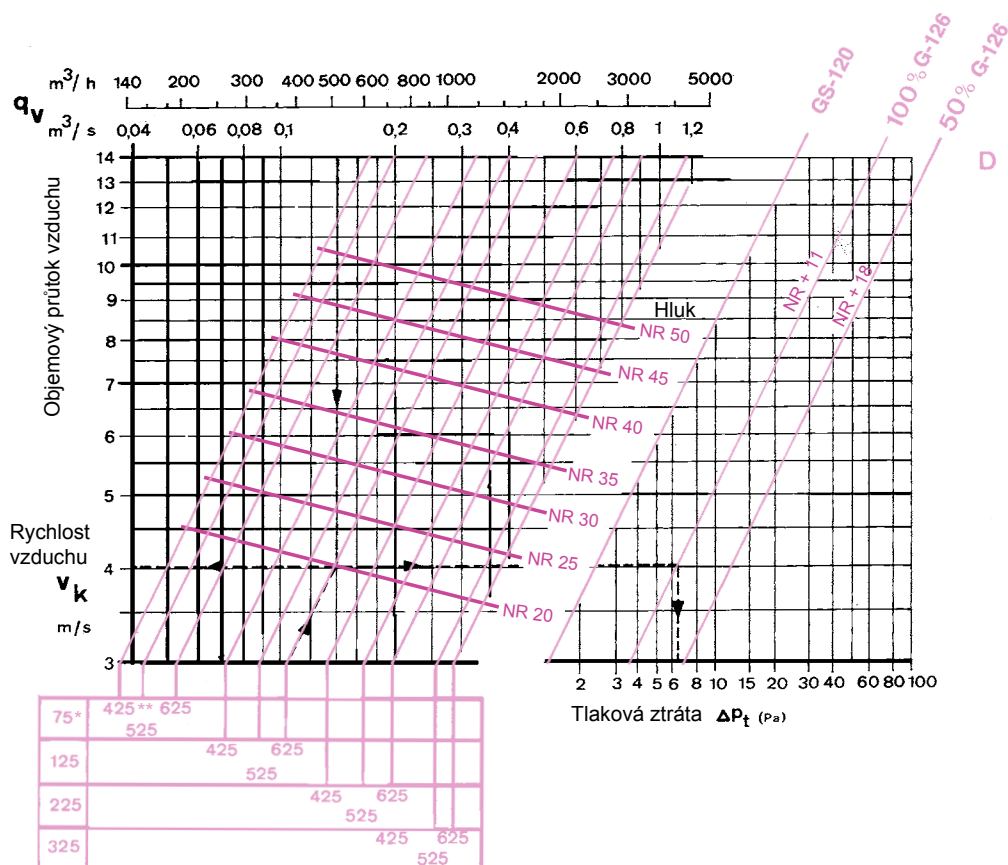 m³/h 140 200 300 400 500 600 800 1000 2000 3000 5000
qv
m³/s 0,04 0,06 0,08 0,1 0,2 0,3 0,4 0,6 0,8 1 1,2
GS-120
100% G-126
50% G-126
D
Objemový průtok vzduchu
14
13
12
11
10
9
8
7
6
5
4
3
NR + 11
NR + 18
Hluk
NR 50
NR 45
NR 40
NR 35
NR 30
NR 25
NR 20
Rychlost
vzduchu
vk
m/s
2 3 4 5 6 8 10 15 20 30 40 60 80 100
Tlaková ztráta Δpt (Pa)
75* 425** 625
525
125 425 625
525
225 425 625
525
325 425 625
525